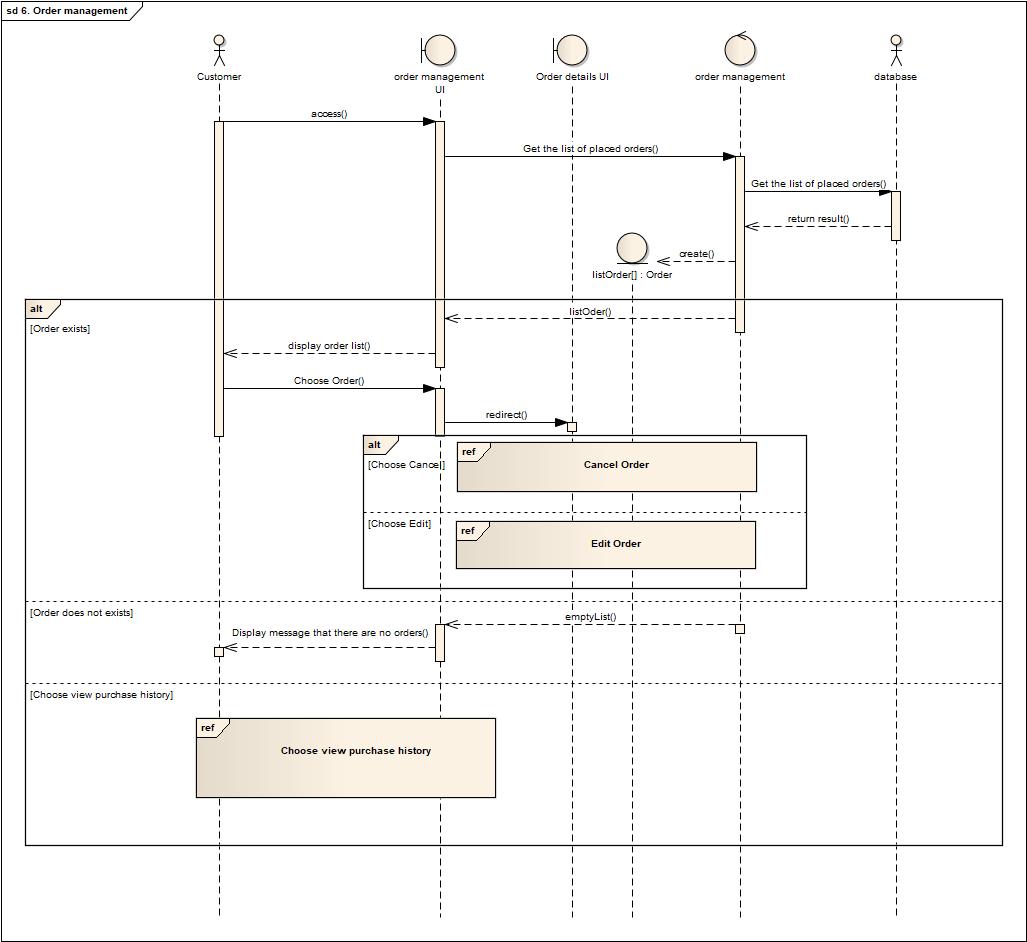 sd 6. Order management
Customer
order management
UI
Order details UI
order management
database
access()
Get the list of placed orders()
Get the list of placed orders()
return result()
create()
listOrder[] : Order
alt
[Order exists]
listOder()
display order list()
Choose Order()
redirect()
alt
[Choose Cancel]
ref
Cancel Order
[Choose Edit]
ref
Edit Order
[Order does not exists]
emptyList()
Display message that there are no orders()
[Choose view purchase history]
ref
Choose view purchase history